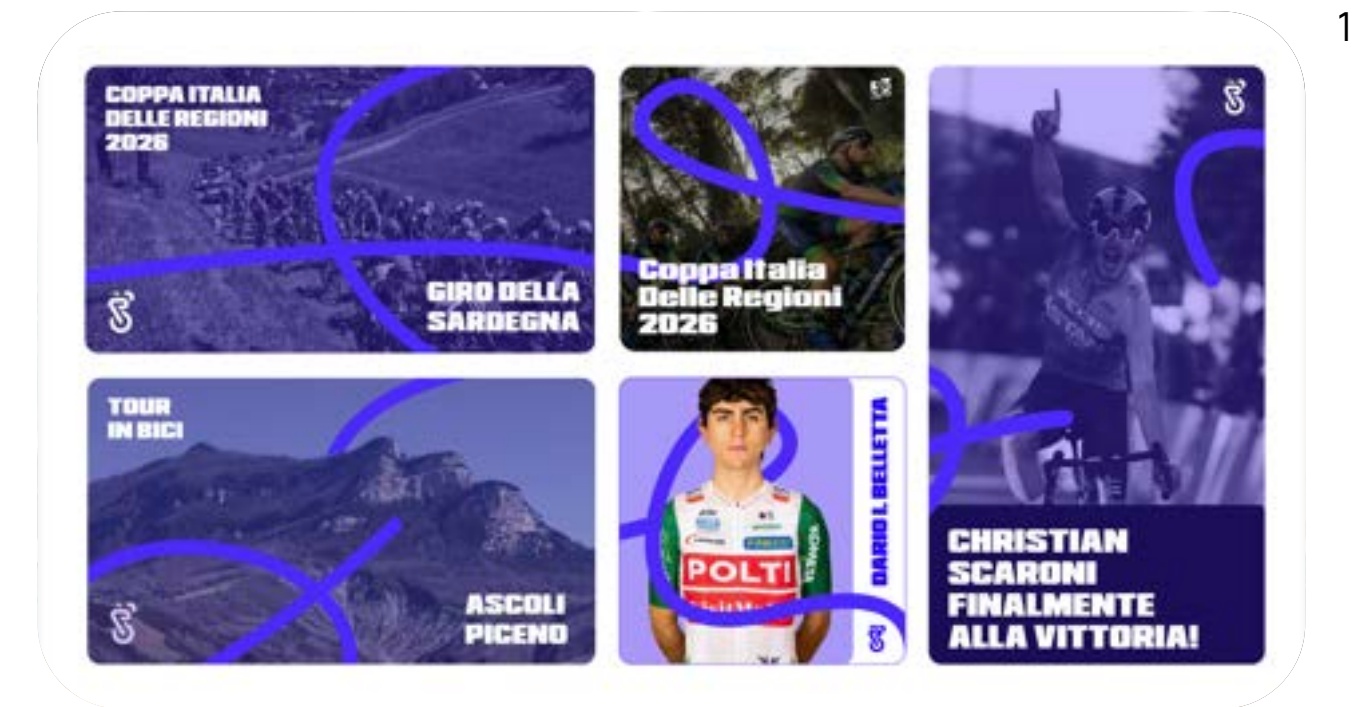 1
COPPA ITALIA
DELLE REGIONI
2026
GIRO DELLA
SARDEGNA
Coppa Italia
Delle Regioni
2026
TOUR
IN BICI
ASCOLI
PICENO
POLTI
DARIO I. BELLETTA
CHRISTIAN
SCARONI
FINALMENTE
ALLA VITTORIA!